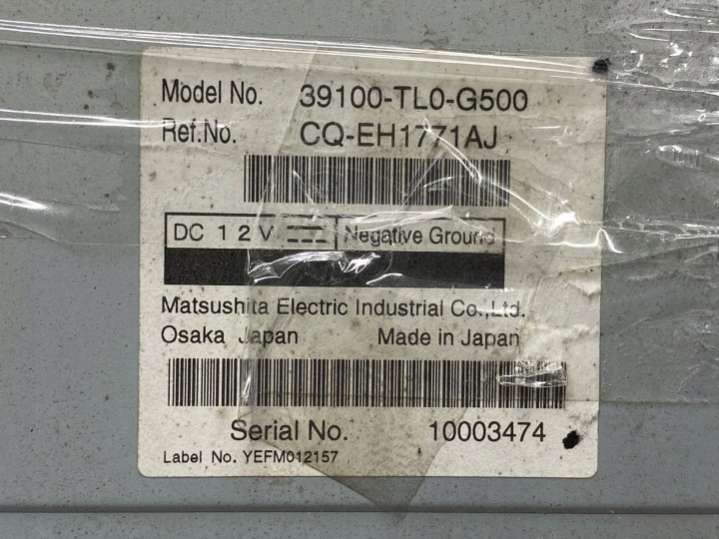 Model No. 39100-TL0-G500
Ref.No. CQ-EH1771AJ
DC 12V Negative Ground
Matsushita Electric Industrial Co.,Ltd.
Osaka Japan Made in Japan
Serial No. 10003474
Label No. YEFM012157